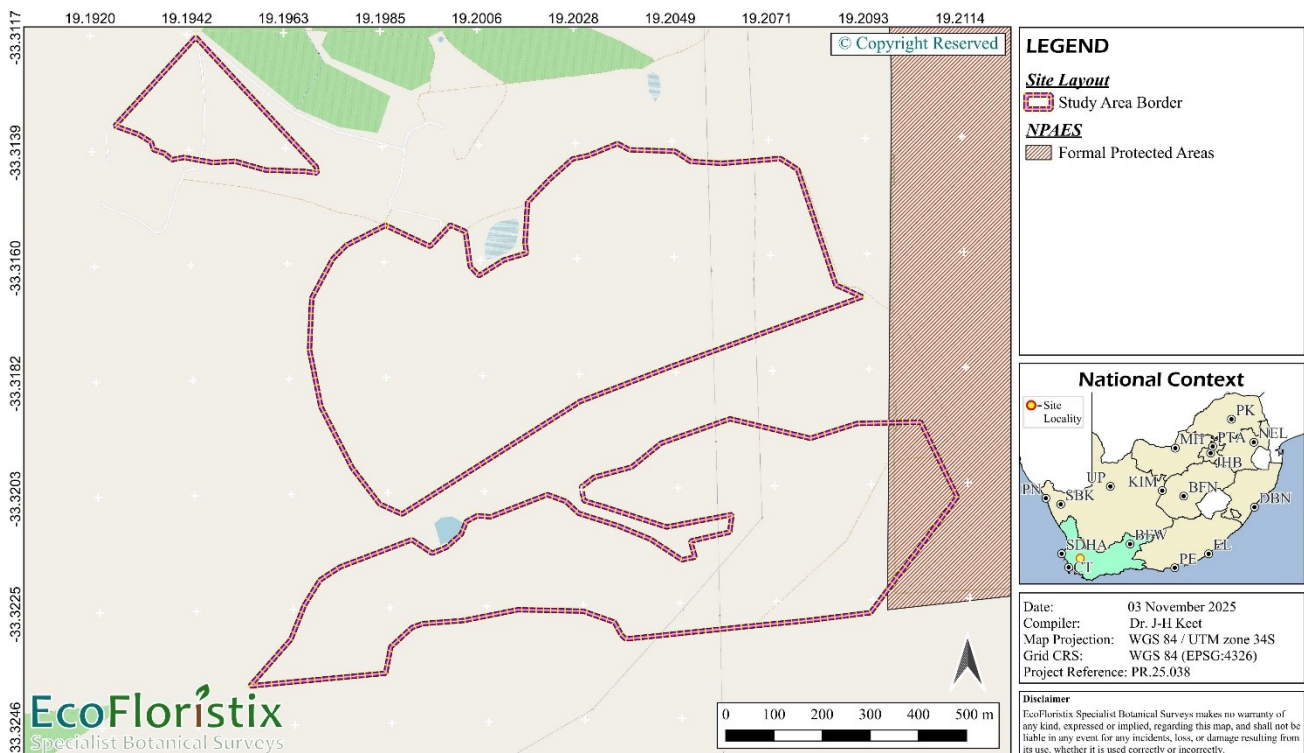 19.1920 19.1942 19.1963 19.1985 19.2006 19.2028 19.2049 19.2071 19.2093 19.2114
-33.3117
-33.3139
-33.3160
-33.3182
-33.3203
-33.3225
-33.3246
© Copyright Reserved
EcoFloristix
Specialist Botanical Surveys
0 100 200 300 400 500 m
LEGEND
Site Layout
Study Area Border
NPAES
Formal Protected Areas
National Context
Site
Locality
PK
MH
PTA
NEL
JHB
UP
KIM
BFN
PN
SBK
DBN
SDHA
BFW
EL
CT
PE
Date: 03 November 2025
Compiler: Dr. J-H Keet
Map Projection: WGS 84 / UTM zone 34S
Grid CRS: WGS 84 (EPSG:4326)
Project Reference: PR.25.038
Disclaimer
EcoFloristix Specialist Botanical Surveys makes no warranty of
any kind, expressed or implied, regarding this map, and shall not be
liable in any event for any incidents, loss, or damage resulting from
its use, whether it is used correctly or incorrectly.